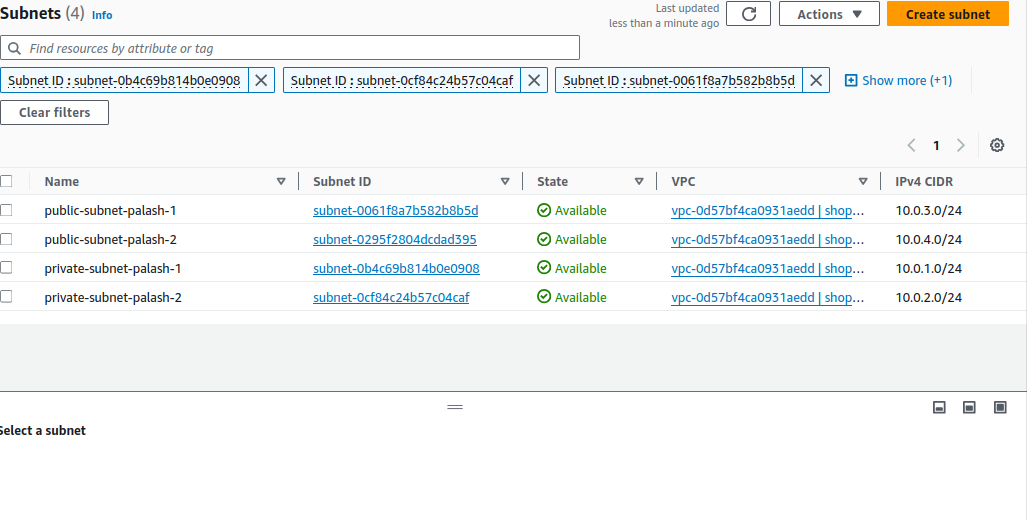 Subnets (4) Info
Last updated
less than a minute ago
Actions
Create subnet
Find resources by attribute or tag
Subnet ID : subnet-0b4c69b814b0e0908
Subnet ID : subnet-0cf84c24b57c04caf
Subnet ID : subnet-0061f8a7b582b8b5d
Show more (+1)
Clear filters
1
Name Subnet ID State VPC IPv4 CIDR
public-subnet-palash-1 subnet-0061f8a7b582b8b5d Available vpc-0d57bf4ca0931aedd | shop… 10.0.3.0/24
public-subnet-palash-2 subnet-0295f2804dcdad395 Available vpc-0d57bf4ca0931aedd | shop… 10.0.4.0/24
private-subnet-palash-1 subnet-0b4c69b814b0e0908 Available vpc-0d57bf4ca0931aedd | shop… 10.0.1.0/24
private-subnet-palash-2 subnet-0cf84c24b57c04caf Available vpc-0d57bf4ca0931aedd | shop… 10.0.2.0/24
Select a subnet